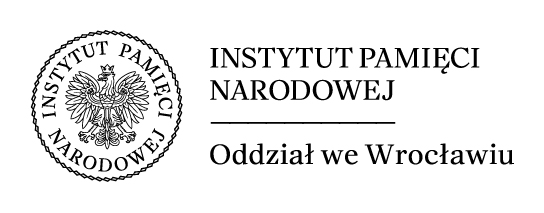 INSTYTUT PAMIĘCI
NARODOWEJ
INSTYTUT PAMIĘCI
NARODOWEJ
Oddział we Wrocławiu